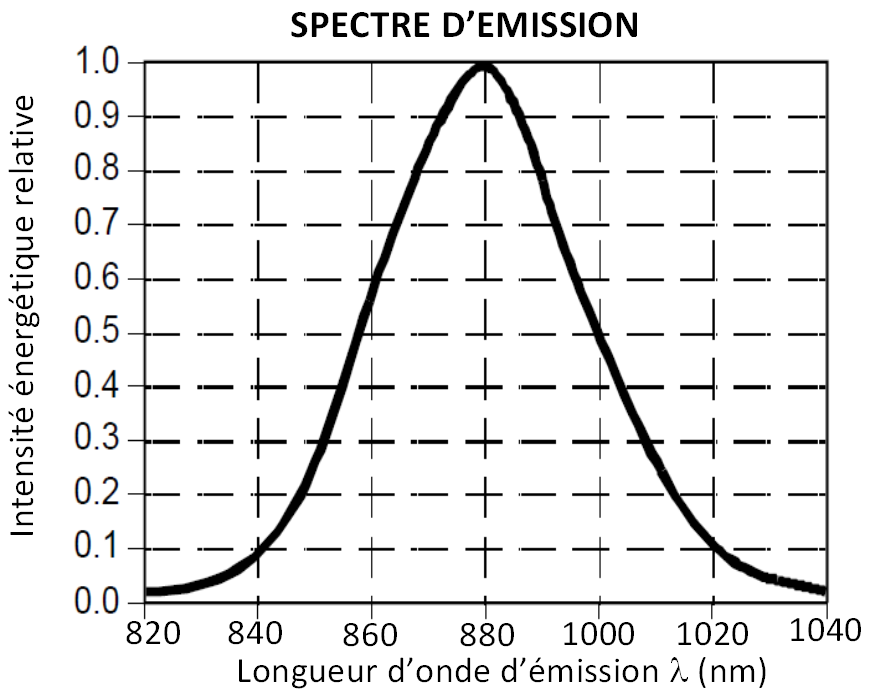 SPECTRE D’EMISSION
Intensité énergétique relative
1.0
0.9
0.8
0.7
0.6
0.5
0.4
0.3
0.2
0.1
0.0
820 840 860 880 1000 1020 1040
Longueur d’onde d’émission λ (nm)